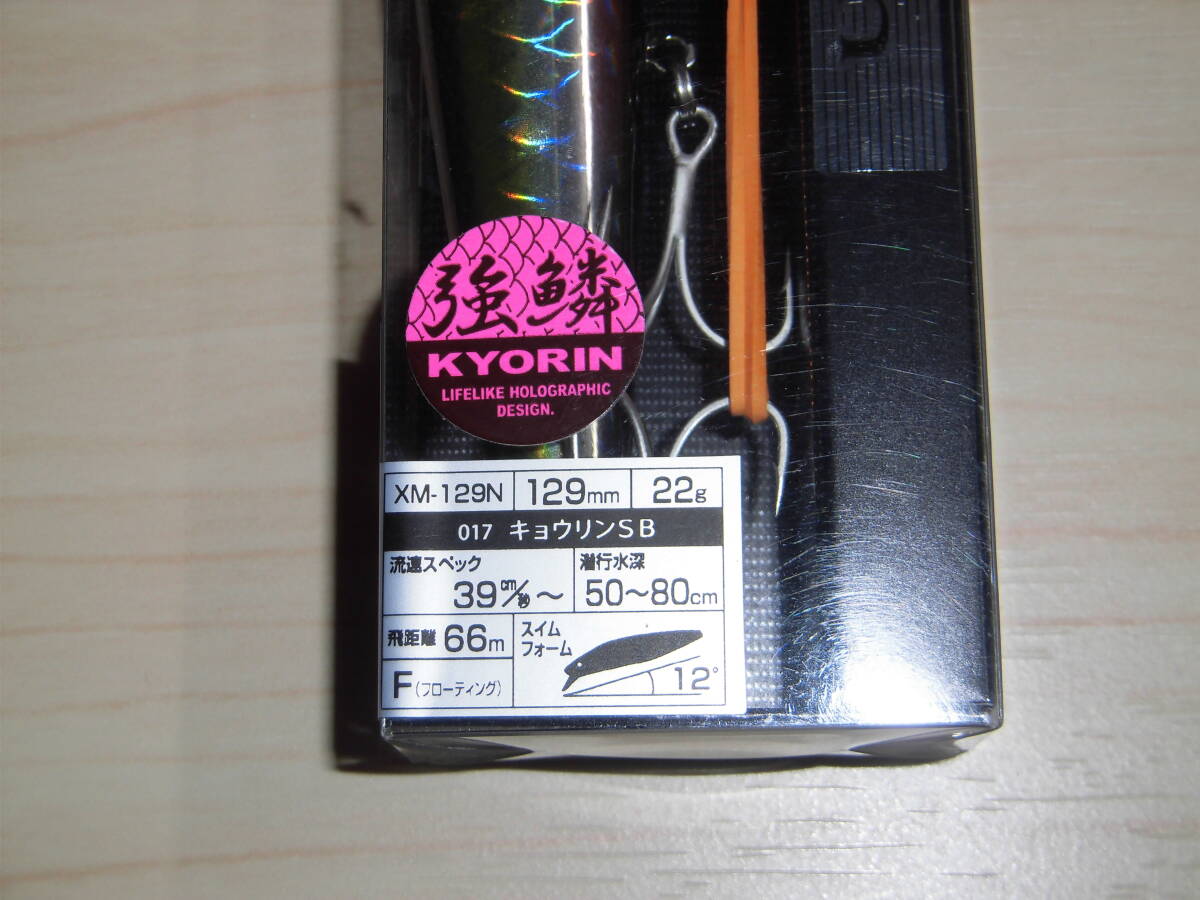 強鱗
KYORIN
LIFELIKE HOLOGRAPHIC
DESIGN.
XM-129N 129mm 22g
017 キョウリンSB
流速スペック 潜行水深
39cm/秒～ 50～80cm
飛距離 66m スイム
フォーム
F(フローティング) 12°